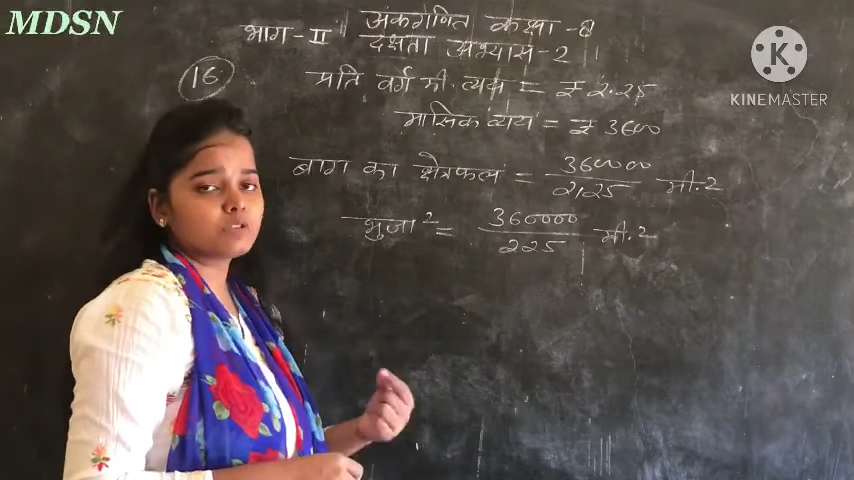 MDSN
भाग-II अंकगणित कक्षा-8
दक्षता अभ्यास-2
KINEMASTER
16 प्रति वर्ग मी. व्यय = ₹ 2.25
मासिक व्यय = ₹ 3600
बाग का क्षेत्रफल = 360000/2125 मी.2
भुजा² = 360000/225 मी.2